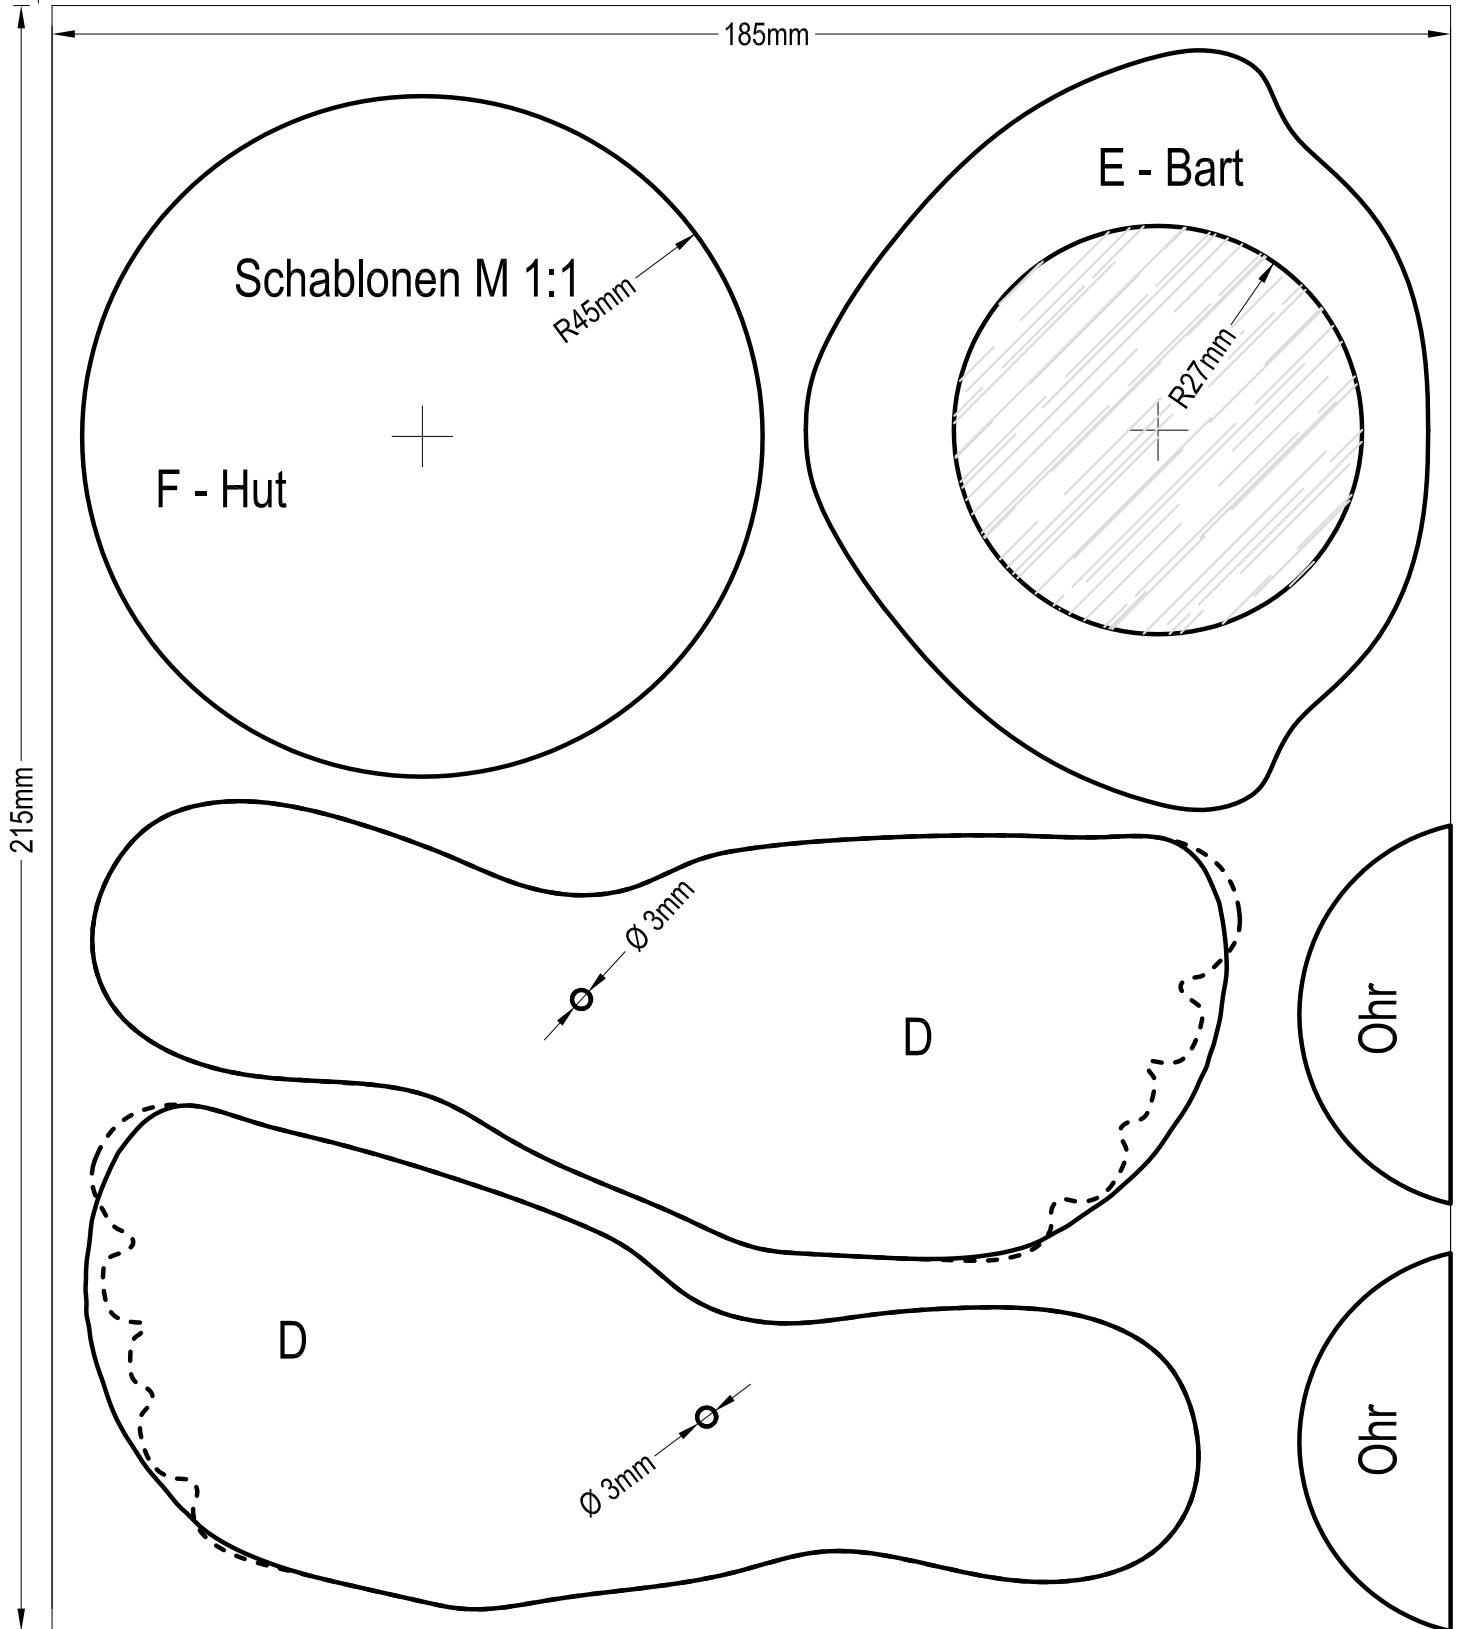 185mm
E - Bart
Schablonen M 1:1
R45mm
R27mm
F - Hut
215mm
Ø 3mm
D
Ohr
D
Ø 3mm
Ohr